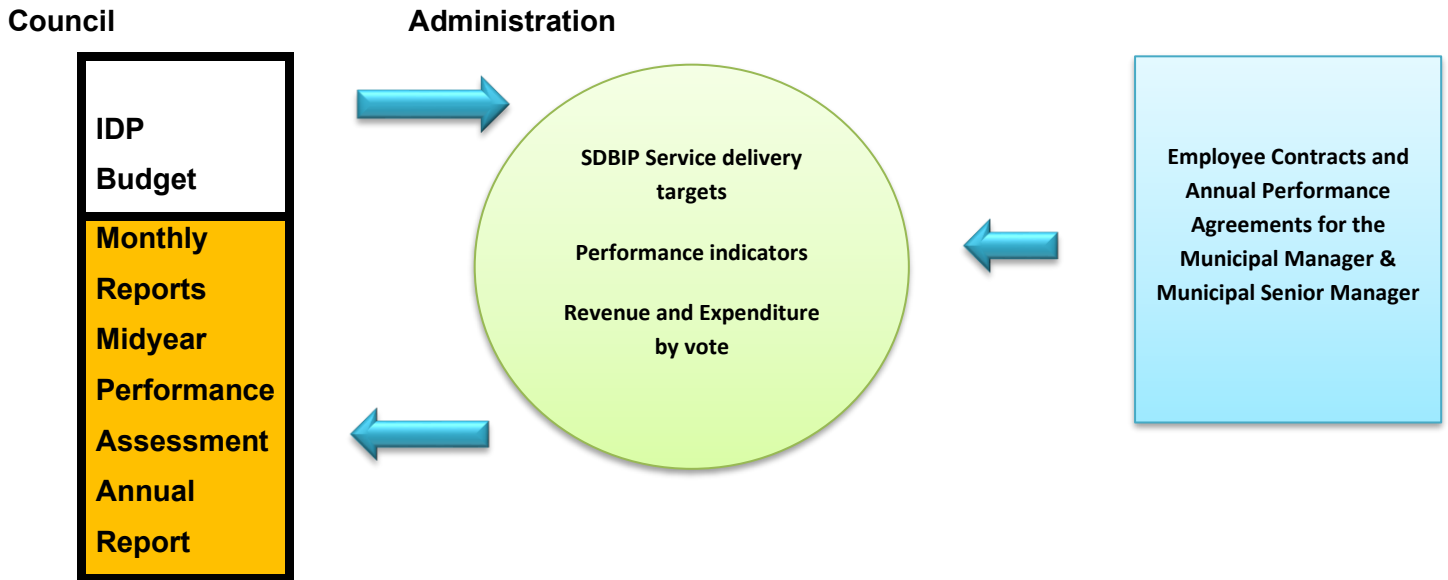 Council
Administration
IDP
Budget
Monthly
Reports
Midyear
Performance
Assessment
Annual
Report
SDBIP Service delivery
targets
Performance indicators
Revenue and Expenditure
by vote
Employee Contracts and
Annual Performance
Agreements for the
Municipal Manager &
Municipal Senior Manager